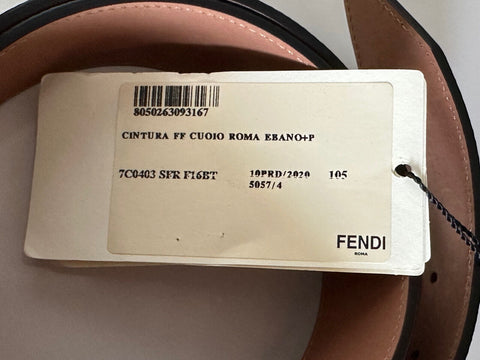 8050263093167
CINTURA FF CUOIO ROMA EBANO+P
7C0403 SFR F16BT 10PRD/2020 105
5057/4
FENDI
ROMA